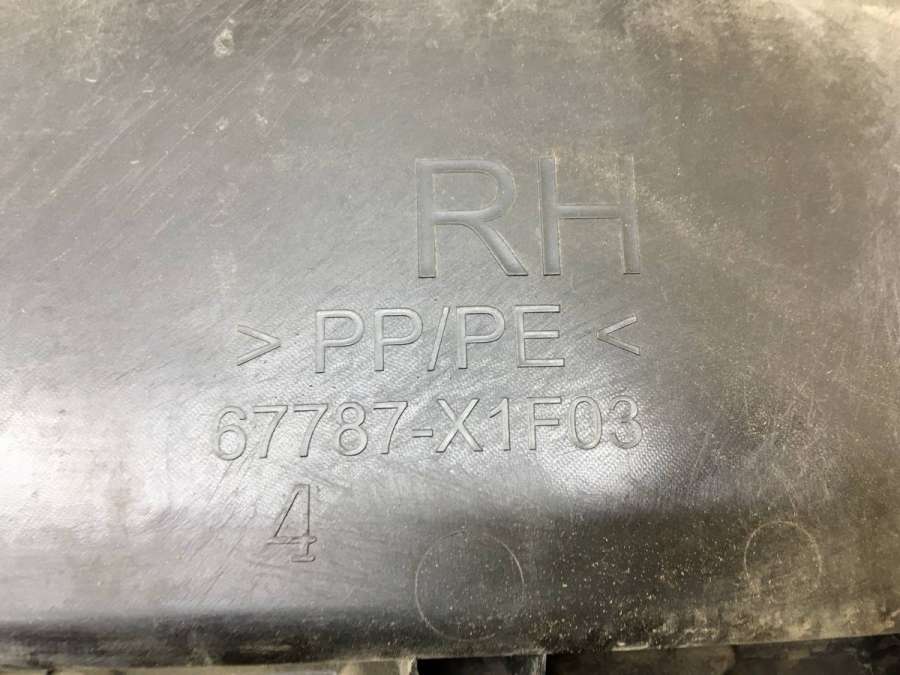 RH
> PP/PE <
67787-X1F03
4